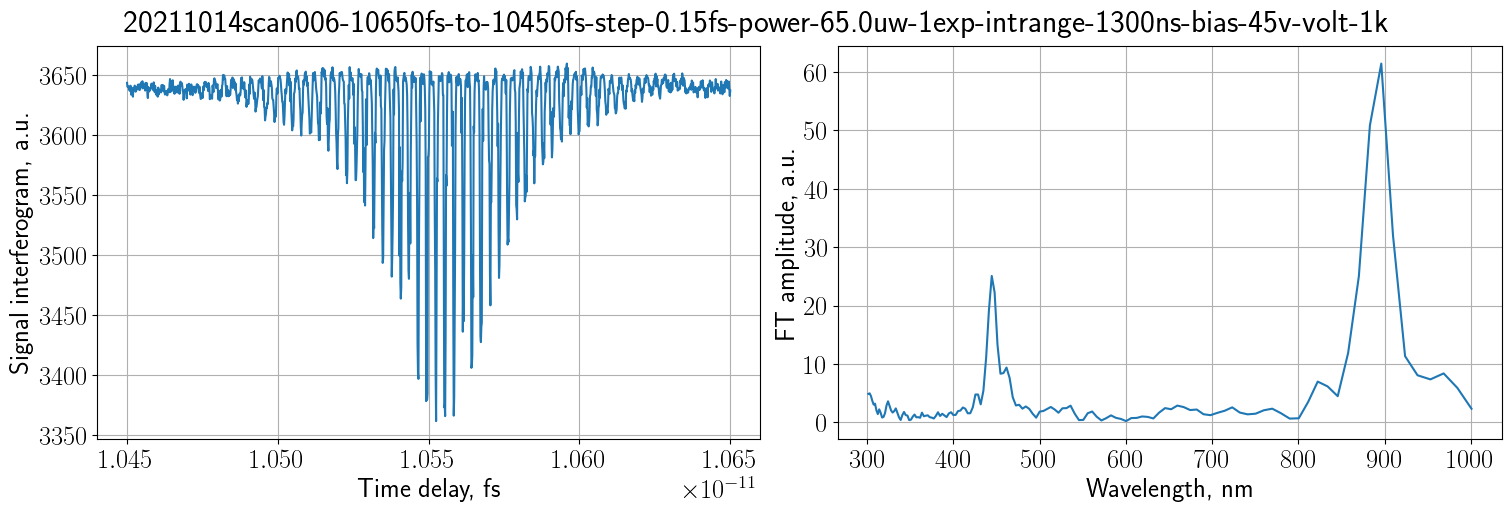 20211014scan006-10650fs-to-10450fs-step-0.15fs-power-65.0uw-1exp-intrange-1300ns-bias-45v-volt-1k
Signal interferogram, a.u.
3650
3600
3550
3500
3450
3400
3350
1.045 1.050 1.055 1.060 1.065
×10⁻¹¹
Time delay, fs
FT amplitude, a.u.
60
50
40
30
20
10
0
300 400 500 600 700 800 900 1000
Wavelength, nm